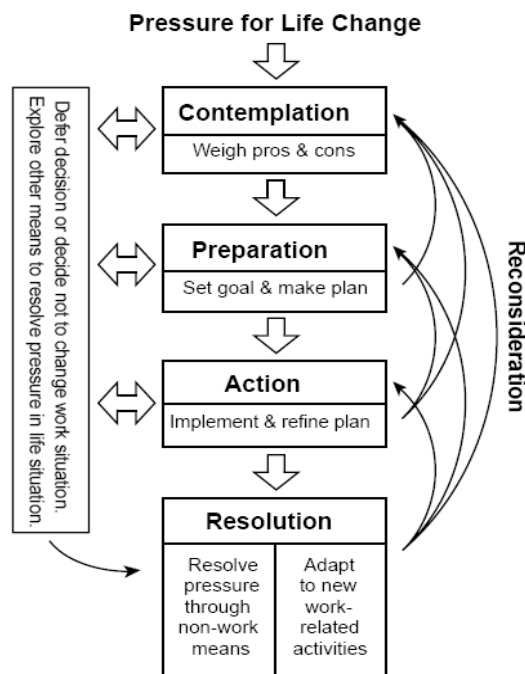 Pressure for Life Change
Contemplation
Weigh pros & cons
Preparation
Set goal & make plan
Action
Implement & refine plan
Resolution
Resolve
pressure
through
non-work
means
Adapt
to new
work-
related
activities
Defer decision or decide not to change work situation.
Explore other means to resolve pressure in life situation.
Reconsideration